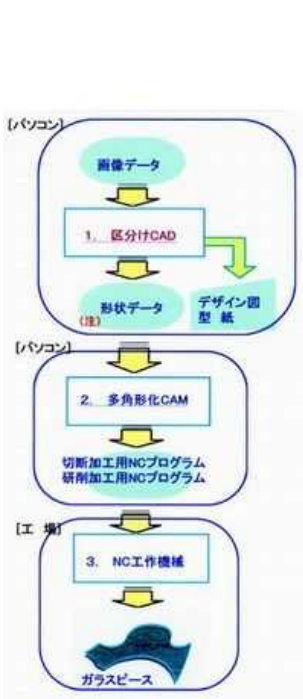 [パソコン]
画像データ
1. 区分けCAD
形状データ
(注)
デザイン図
型 紙
[パソコン]
2. 多角形化CAM
切断加工用NCプログラム
研削加工用NCプログラム
[工 場]
3. NC工作機械
ガラスピース